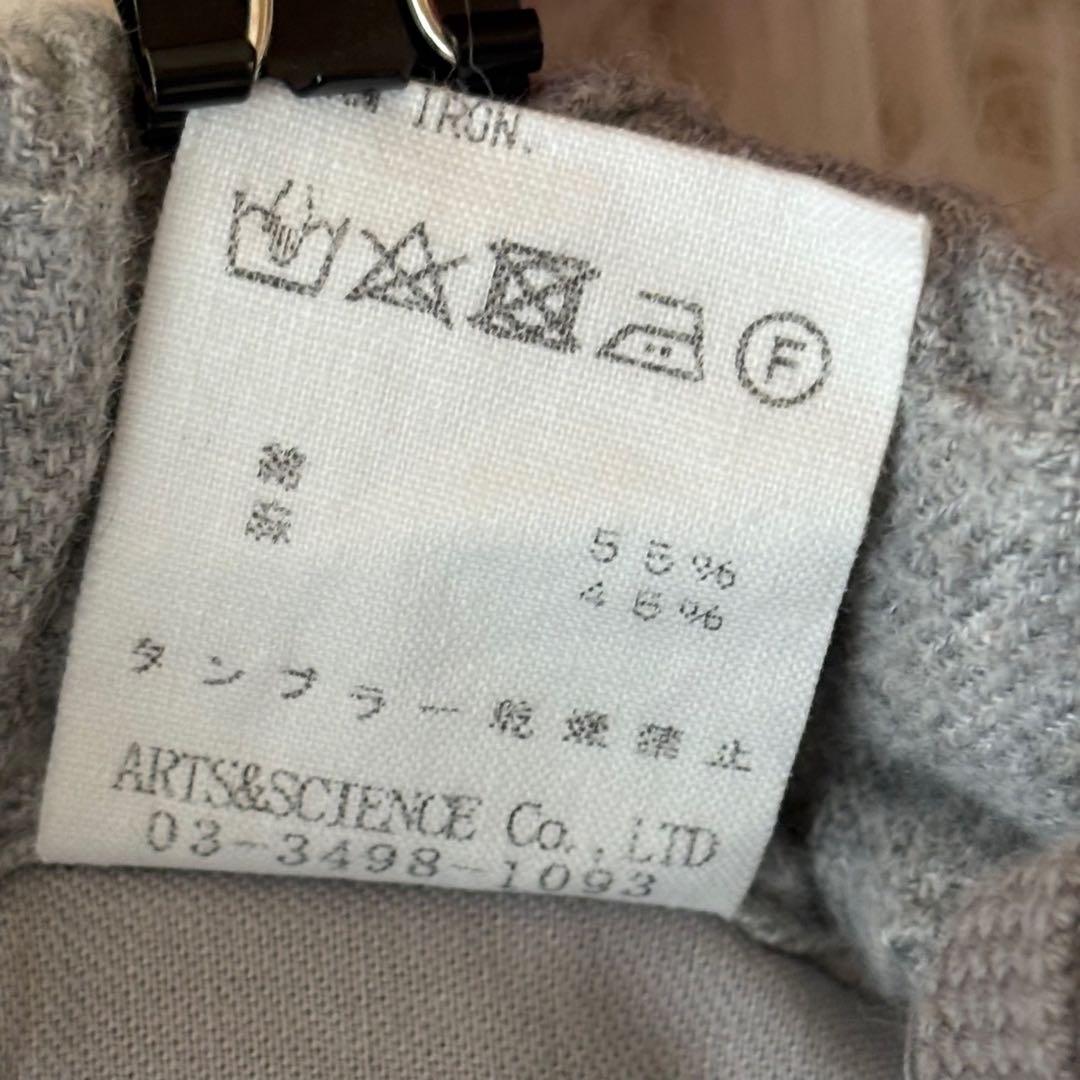 IRON.
F
綿 55%
麻 45%
タンブラー乾燥禁止
ARTS&SCIENCE Co.,LTD
03-3498-1093